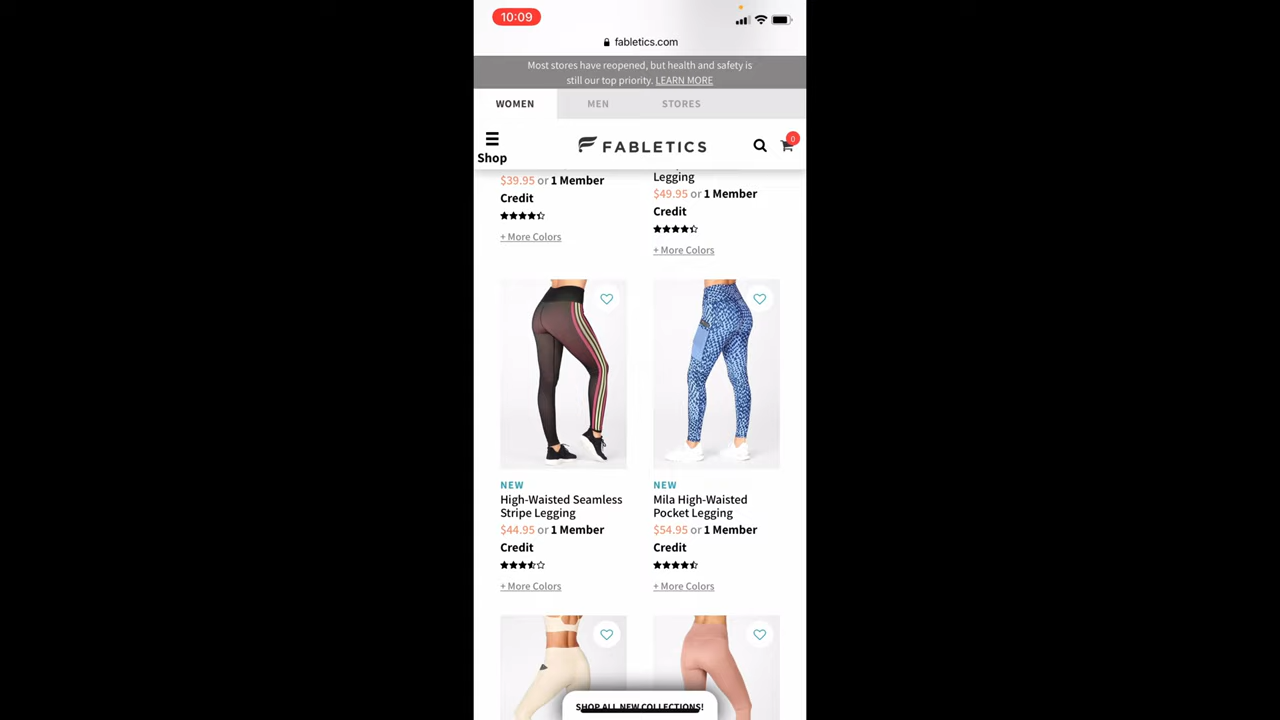 10:09
fabletics.com
Most stores have reopened, but health and safety is
still our top priority. LEARN MORE
WOMEN MEN STORES
Shop
FABLETICS
0
$39.95 or 1 Member
Credit
+ More Colors
Legging
$49.95 or 1 Member
Credit
+ More Colors
NEW
High-Waisted Seamless
Stripe Legging
$44.95 or 1 Member
Credit
+ More Colors
NEW
Mila High-Waisted
Pocket Legging
$54.95 or 1 Member
Credit
+ More Colors
SHOP ALL NEW COLLECTIONS!